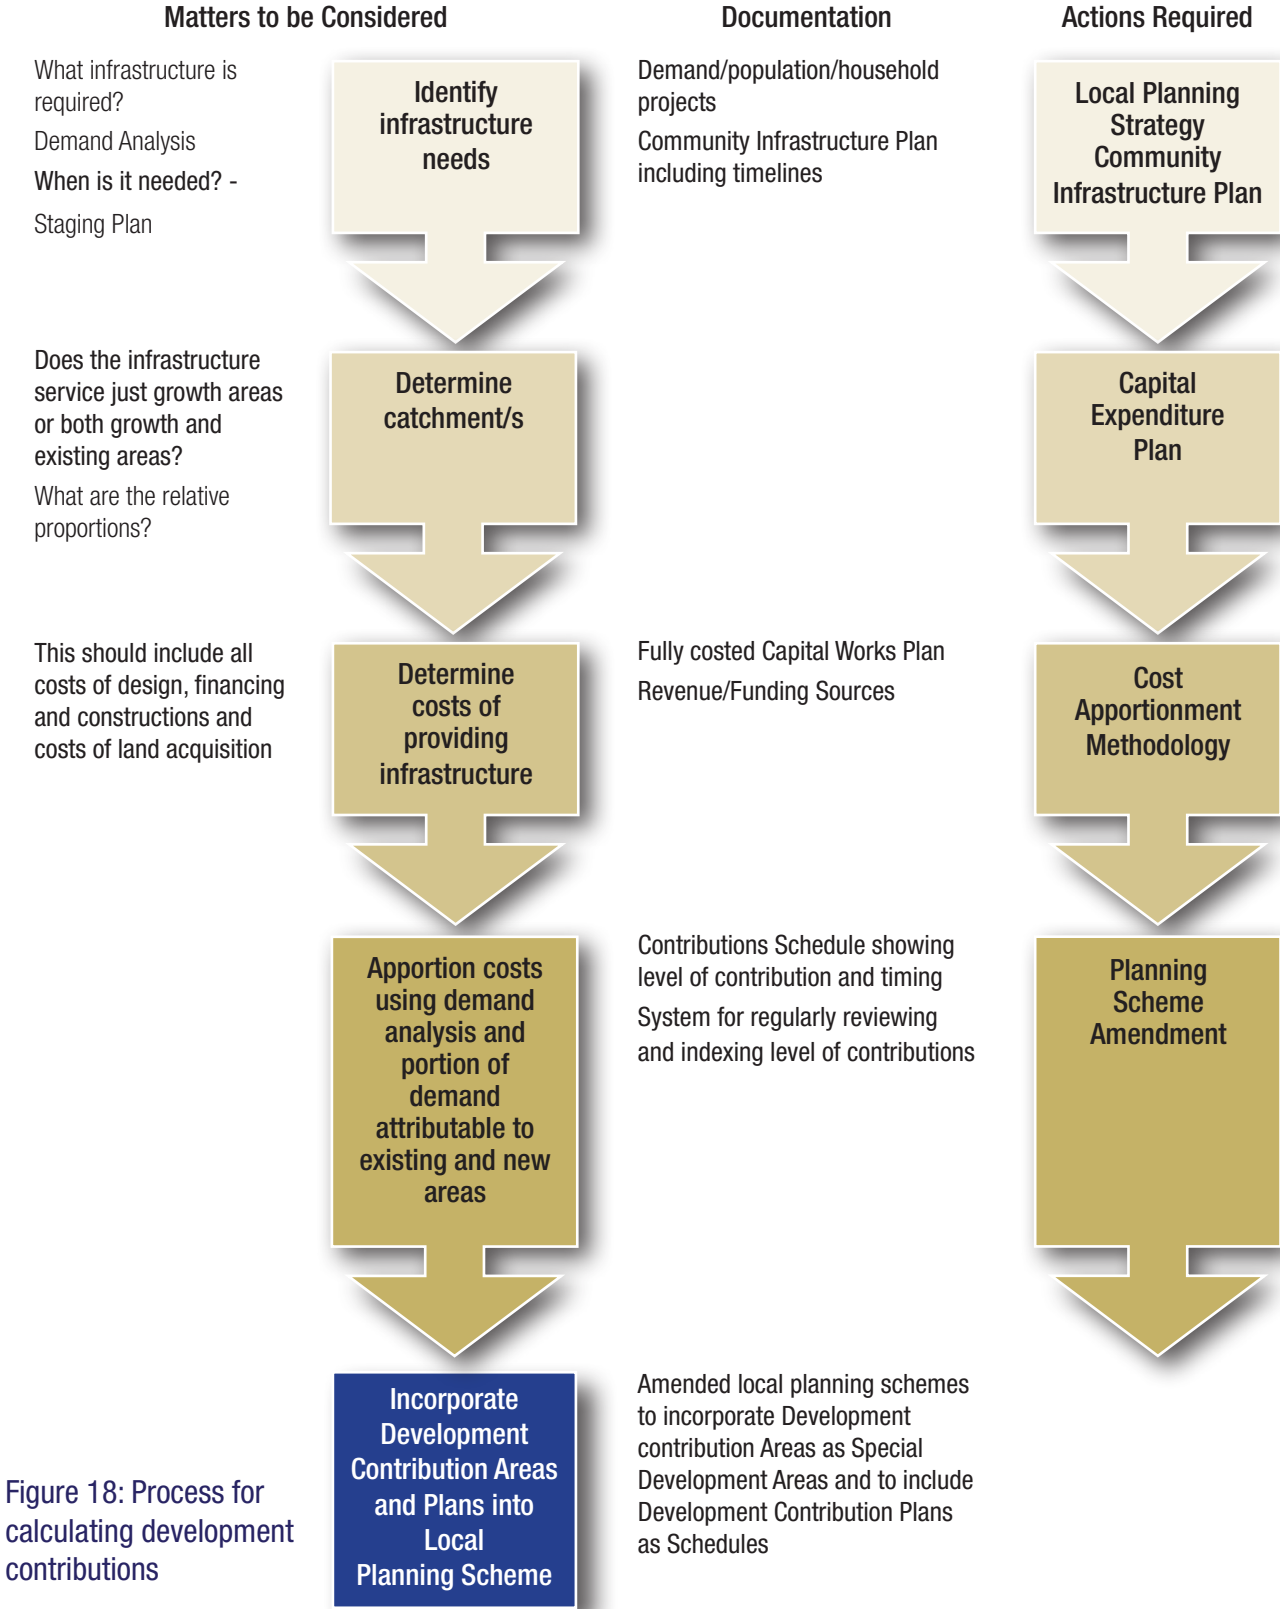 Matters to be Considered
Documentation
Actions Required
What infrastructure is
required?
Demand Analysis
When is it needed? -
Staging Plan
Identify
infrastructure
needs
Demand/population/household
projects
Community Infrastructure Plan
including timelines
Local Planning
Strategy
Community
Infrastructure Plan
Does the infrastructure
service just growth areas
or both growth and
existing areas?
What are the relative
proportions?
Determine
catchment/s
Capital
Expenditure
Plan
This should include all
costs of design, financing
and constructions and
costs of land acquisition
Determine
costs of
providing
infrastructure
Fully costed Capital Works Plan
Revenue/Funding Sources
Cost
Apportionment
Methodology
Apportion costs
using demand
analysis and
portion of
demand
attributable to
existing and new
areas
Contributions Schedule showing
level of contribution and timing
System for regularly reviewing
and indexing level of contributions
Planning
Scheme
Amendment
Incorporate
Development
Contribution Areas
and Plans into
Local
Planning Scheme
Amended local planning schemes
to incorporate Development
contribution Areas as Special
Development Areas and to include
Development Contribution Plans
as Schedules
Figure 18: Process for
calculating development
contributions